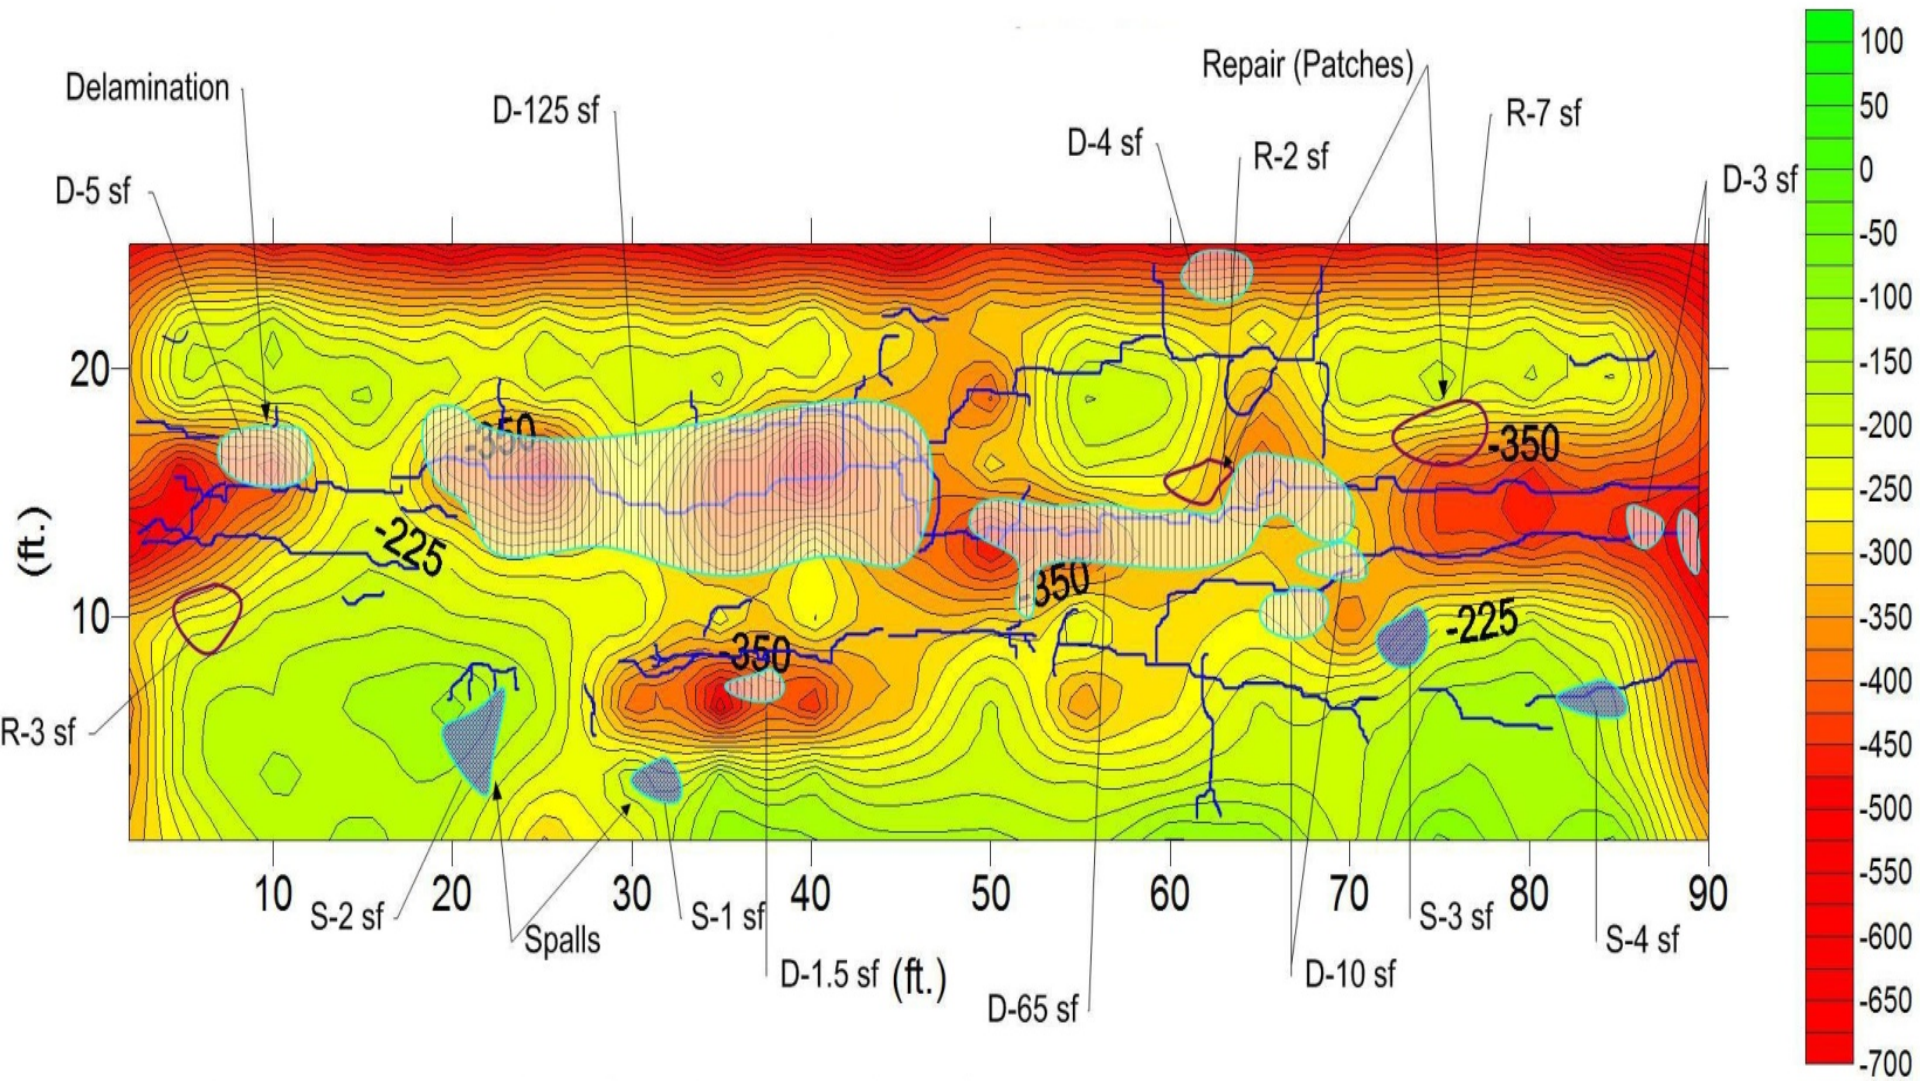 Repair (Patches)
Delamination
D-125 sf
R-7 sf
D-4 sf
R-2 sf
D-3 sf
D-5 sf
100
50
0
-50
-100
-150
-200
-250
-300
-350
-400
-450
-500
-550
-600
-650
-700
20
10
(ft.)
-350
-350
-225
-350
-225
-350
R-3 sf
10
20
30
40
50
60
70
80
90
S-2 sf
Spalls
S-1 sf
S-3 sf
S-4 sf
D-1.5 sf
(ft.)
D-10 sf
D-65 sf